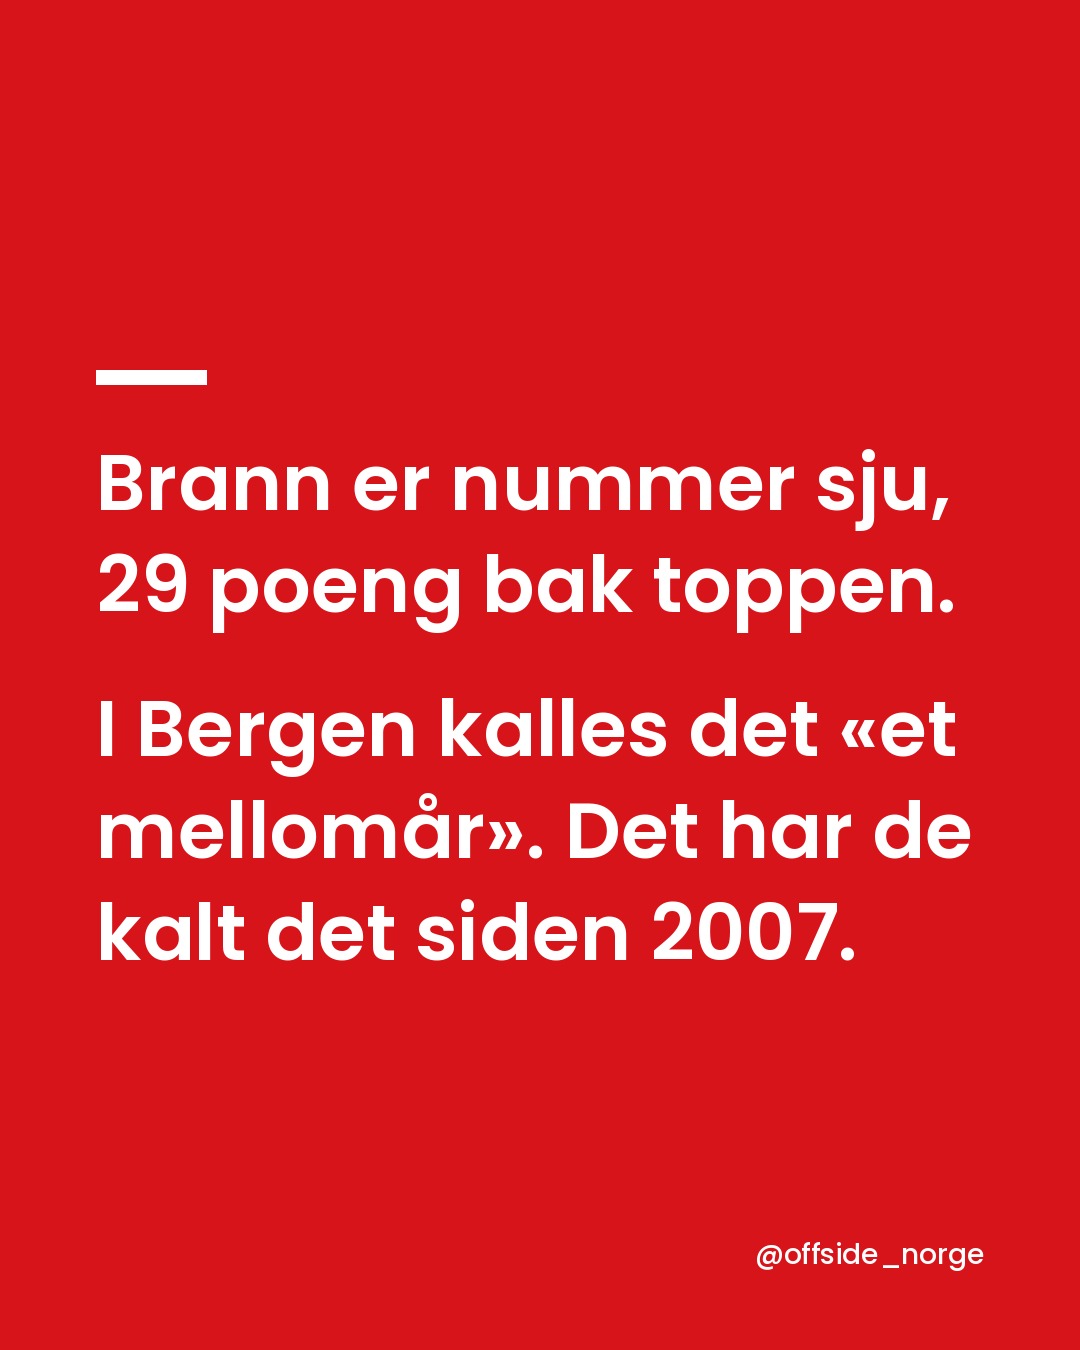 Brann er nummer sju,
29 poeng bak toppen.
I Bergen kalles det «et
mellomår». Det har de
kalt det siden 2007.
@offside_norge